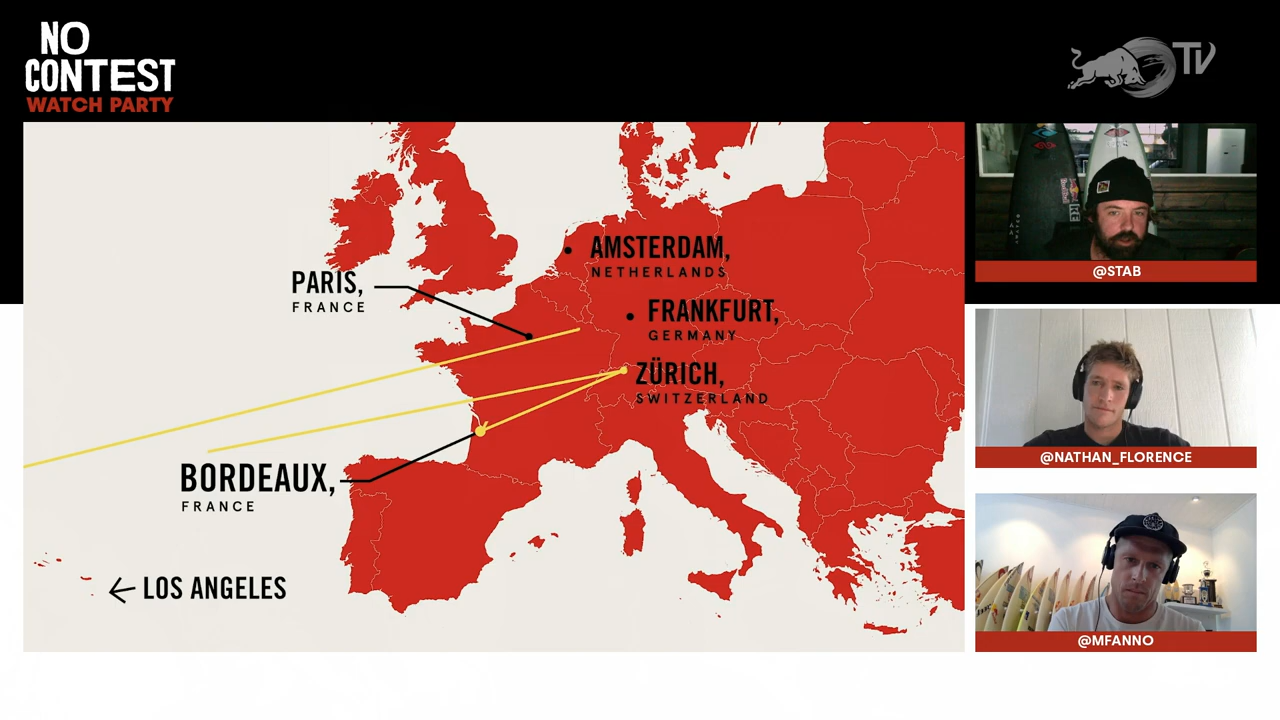 NO
CONTEST
WATCH PARTY
TV
AMSTERDAM,
NETHERLANDS
PARIS,
FRANCE
FRANKFURT,
GERMANY
ZÜRICH,
SWITZERLAND
BORDEAUX,
FRANCE
LOS ANGELES
@STAB
@NATHAN_FLORENCE
@MFANNO